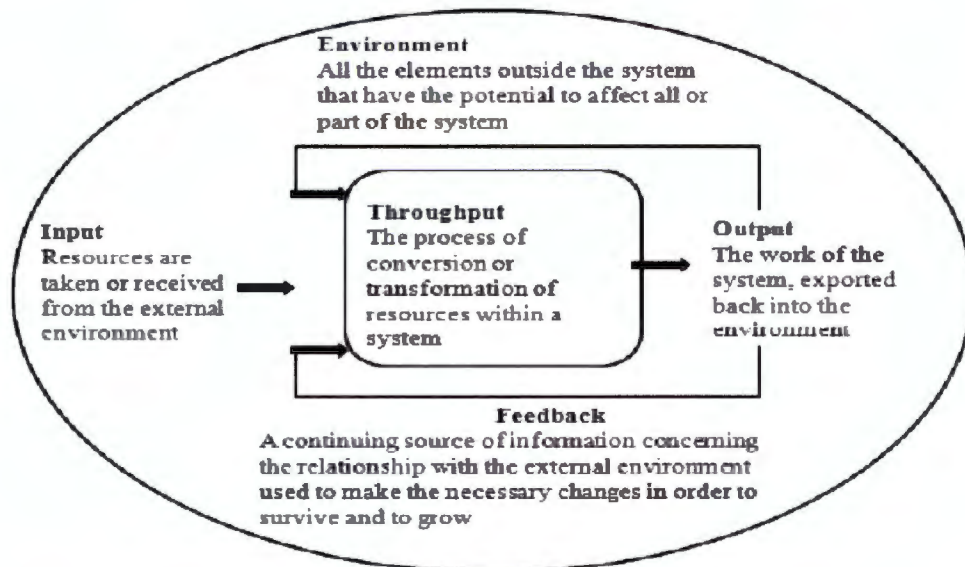 Environment
All the elements outside the system
that have the potential to affect all or
part of the system
Input
Resources are
taken or received
from the external
environment
Throughput
The process of
conversion or
transformation of
resources within a
system
Output
The work of the
system, exported
back into the
environment
Feedback
A continuing source of information concerning
the relationship with the external environment
used to make the necessary changes in order to
survive and to grow